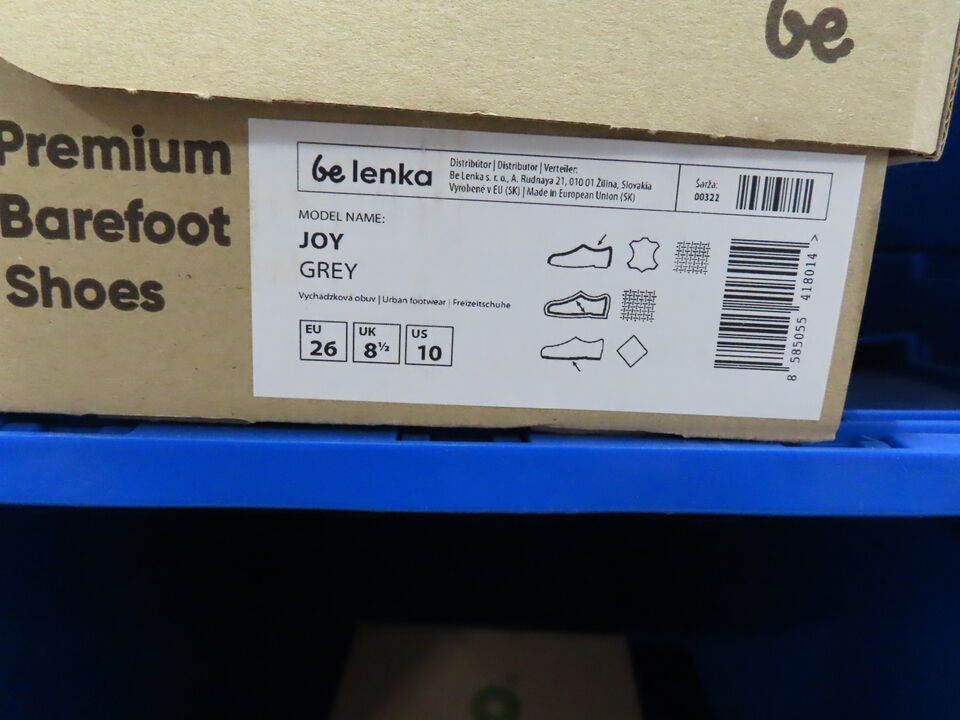 be
Premium
Barefoot
Shoes
be lenka
Distribútor | Distributor | Verteiler:
Be Lenka s. r. o., A. Rudnaya 21, 010 01 Žilina, Slovakia
Vyrobené v EU (SK) | Made in European Union (SK)
Šarža:
00322
MODEL NAME:
JOY
GREY
Vychádzková obuv | Urban footwear | Freizeitschuhe
EU
26
UK
8½
US
10
8 585055 418014 >